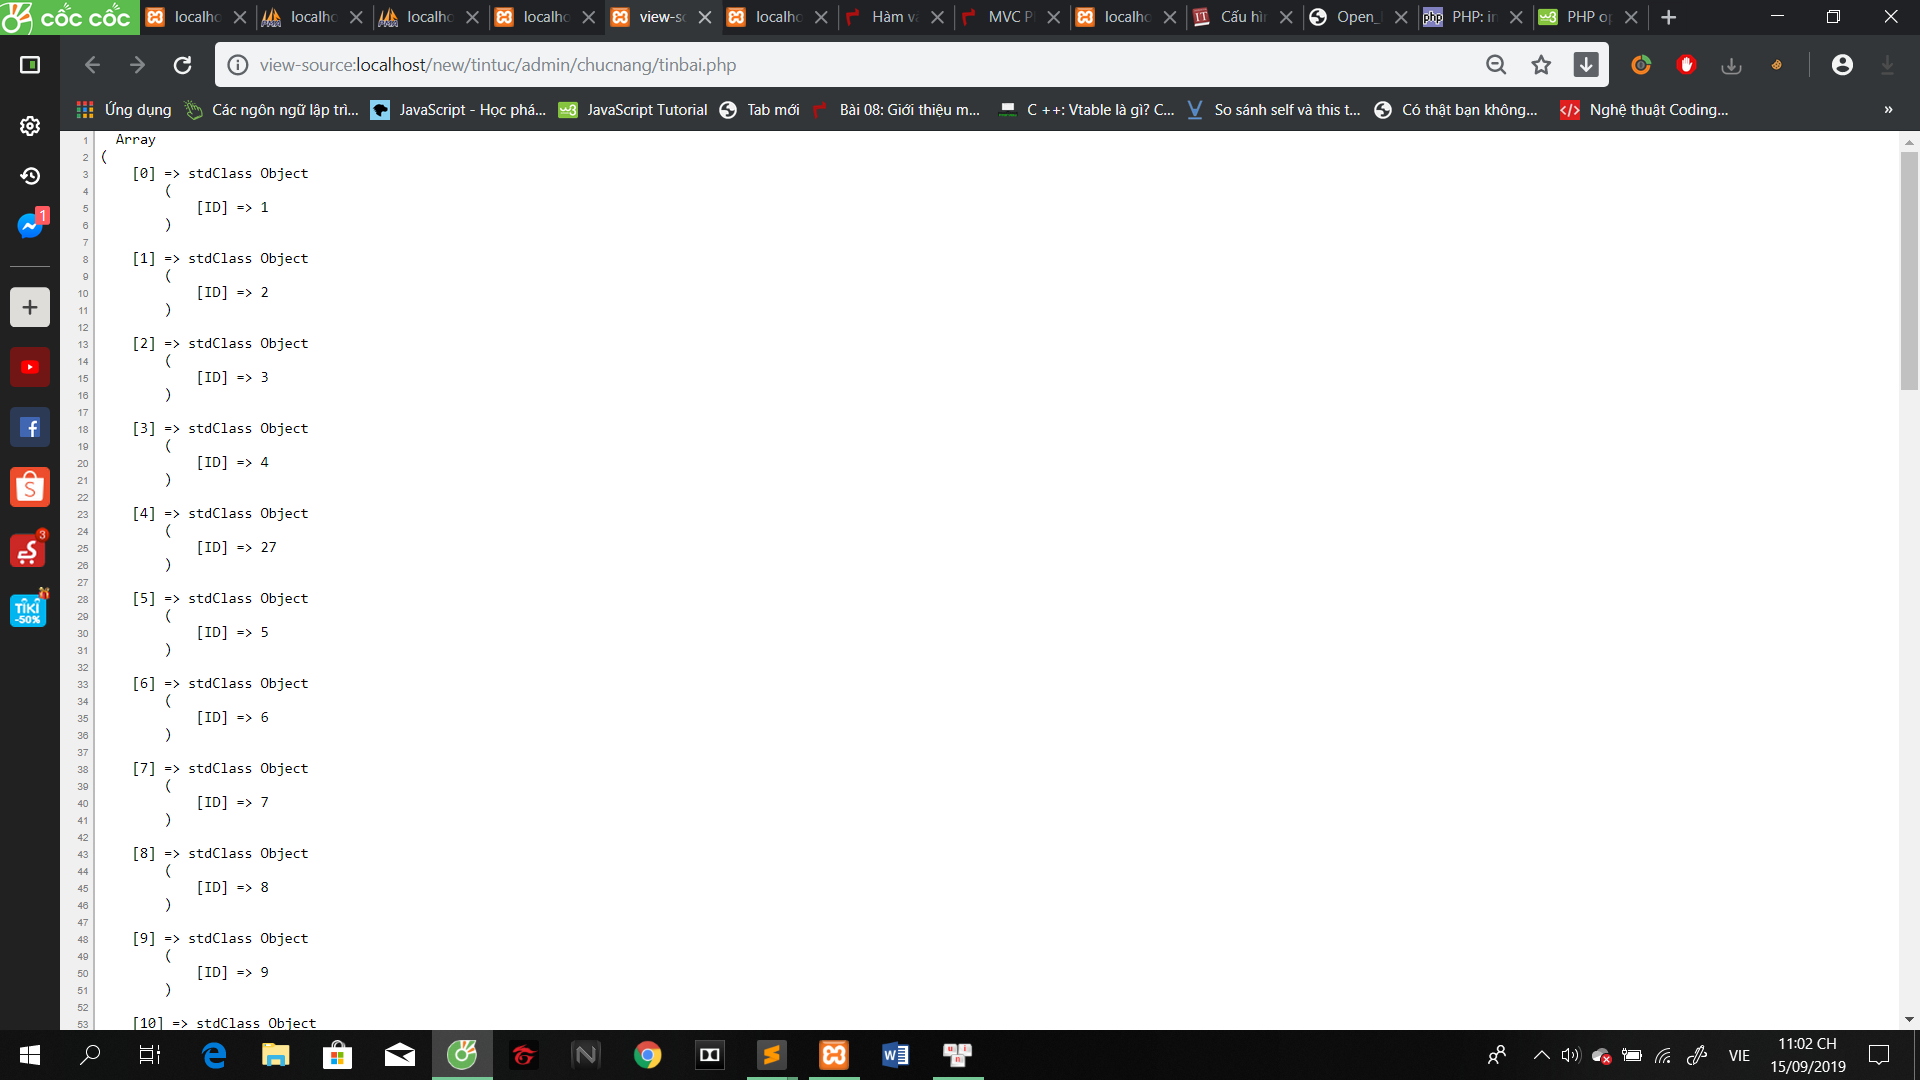 cốc cốc
localho
localho
localho
localho
view-so
localho
Hàm và
MVC P
localho
Cấu hì
Open_
php PHP: i
w3 PHP o
view-source:localhost/new/tintuc/admin/chucnang/tinbai.php
Ứng dụng
Các ngôn ngữ lập trì...
JavaScript - Học phá...
w3 JavaScript Tutorial
Tab mới
Bài 08: Giới thiệu m...
C ++: Vtable là gì? C...
So sánh self và this t...
Có thật bạn không...
</> Nghệ thuật Coding...
»
1
3
TIKI
-50%
1 Array
2 (
3 [0] => stdClass Object
4 (
5 [ID] => 1
6 )
7
8 [1] => stdClass Object
9 (
10 [ID] => 2
11 )
12
13 [2] => stdClass Object
14 (
15 [ID] => 3
16 )
17
18 [3] => stdClass Object
19 (
20 [ID] => 4
21 )
22
23 [4] => stdClass Object
24 (
25 [ID] => 27
26 )
27
28 [5] => stdClass Object
29 (
30 [ID] => 5
31 )
32
33 [6] => stdClass Object
34 (
35 [ID] => 6
36 )
37
38 [7] => stdClass Object
39 (
40 [ID] => 7
41 )
42
43 [8] => stdClass Object
44 (
45 [ID] => 8
46 )
47
48 [9] => stdClass Object
49 (
50 [ID] => 9
51 )
52
53 [10] => stdClass Object
VIE
11:02 CH
15/09/2019